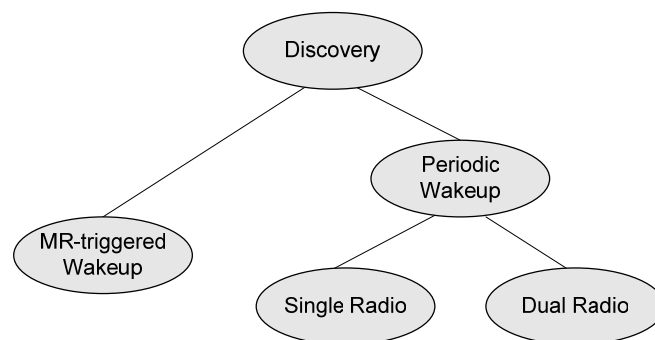 Discovery
Periodic
Wakeup
MR-triggered
Wakeup
Single Radio
Dual Radio